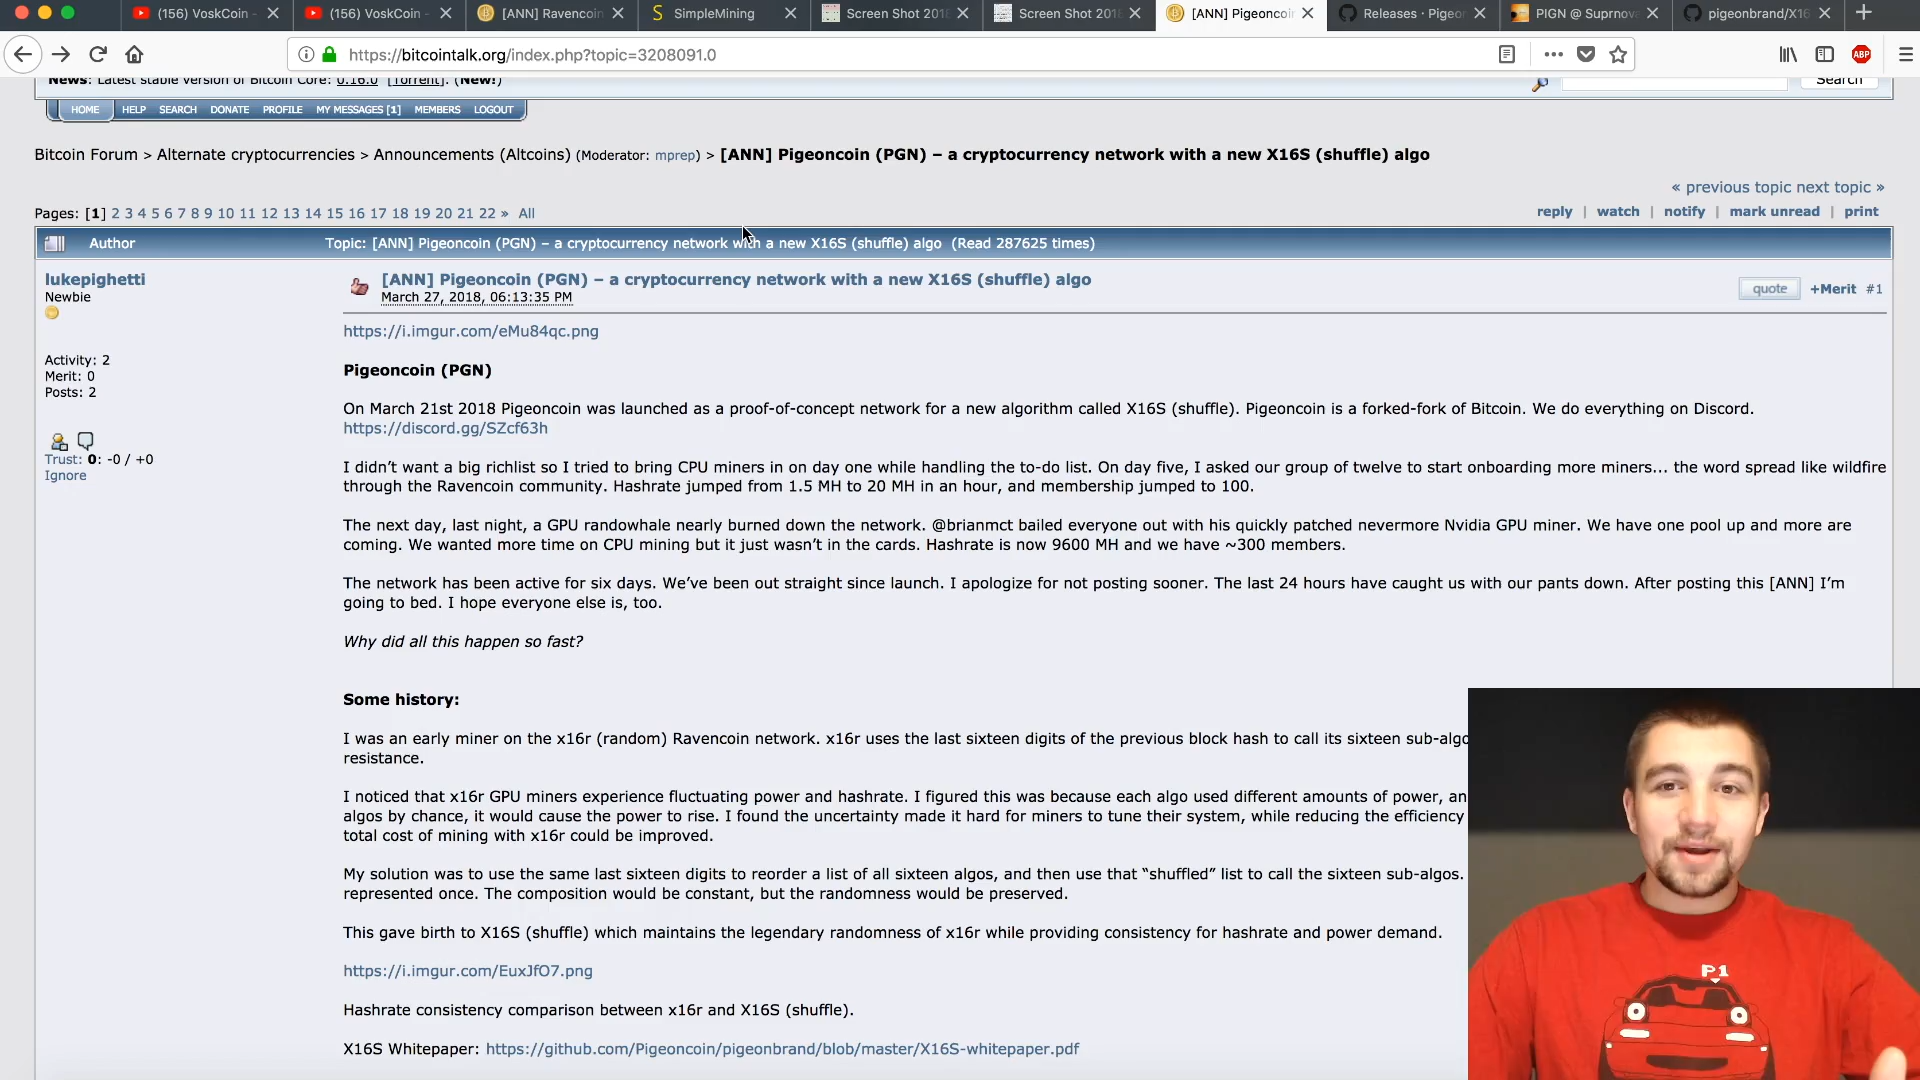 (156) VoskCoin -
(156) VoskCoin -
[ANN] Ravencoin
SimpleMining
Screen Shot 2018
Screen Shot 2018
[ANN] Pigeoncoin
Releases · Pigeon
PIGN @ Suprnova
pigeonbrand/X16
https://bitcointalk.org/index.php?topic=3208091.0
ABP
News: Latest stable version of Bitcoin Core: 0.16.0 [Torrent]. (New!)
Search
HOME HELP SEARCH DONATE PROFILE MY MESSAGES [1] MEMBERS LOGOUT
Bitcoin Forum > Alternate cryptocurrencies > Announcements (Altcoins) (Moderator: mprep) > [ANN] Pigeoncoin (PGN) – a cryptocurrency network with a new X16S (shuffle) algo
« previous topic next topic »
Pages: [1] 2 3 4 5 6 7 8 9 10 11 12 13 14 15 16 17 18 19 20 21 22 » All
reply | watch | notify | mark unread | print
Author
Topic: [ANN] Pigeoncoin (PGN) – a cryptocurrency network with a new X16S (shuffle) algo (Read 287625 times)
lukepighetti
Newbie
Activity: 2
Merit: 0
Posts: 2
Trust: 0: -0 / +0
Ignore
[ANN] Pigeoncoin (PGN) – a cryptocurrency network with a new X16S (shuffle) algo
March 27, 2018, 06:13:35 PM
quote +Merit #1
https://i.imgur.com/eMu84qc.png
Pigeoncoin (PGN)
On March 21st 2018 Pigeoncoin was launched as a proof-of-concept network for a new algorithm called X16S (shuffle). Pigeoncoin is a forked-fork of Bitcoin. We do everything on Discord.
https://discord.gg/SZcf63h
I didn't want a big richlist so I tried to bring CPU miners in on day one while handling the to-do list. On day five, I asked our group of twelve to start onboarding more miners... the word spread like wildfire
through the Ravencoin community. Hashrate jumped from 1.5 MH to 20 MH in an hour, and membership jumped to 100.
The next day, last night, a GPU randowhale nearly burned down the network. @brianmct bailed everyone out with his quickly patched nevermore Nvidia GPU miner. We have one pool up and more are
coming. We wanted more time on CPU mining but it just wasn't in the cards. Hashrate is now 9600 MH and we have ~300 members.
The network has been active for six days. We've been out straight since launch. I apologize for not posting sooner. The last 24 hours have caught us with our pants down. After posting this [ANN] I'm
going to bed. I hope everyone else is, too.
Why did all this happen so fast?
Some history:
I was an early miner on the x16r (random) Ravencoin network. x16r uses the last sixteen digits of the previous block hash to call its sixteen sub-algo
resistance.
I noticed that x16r GPU miners experience fluctuating power and hashrate. I figured this was because each algo used different amounts of power, an
algos by chance, it would cause the power to rise. I found the uncertainty made it hard for miners to tune their system, while reducing the efficiency
total cost of mining with x16r could be improved.
My solution was to use the same last sixteen digits to reorder a list of all sixteen algos, and then use that “shuffled” list to call the sixteen sub-algos.
represented once. The composition would be constant, but the randomness would be preserved.
This gave birth to X16S (shuffle) which maintains the legendary randomness of x16r while providing consistency for hashrate and power demand.
https://i.imgur.com/EuxJfO7.png
Hashrate consistency comparison between x16r and X16S (shuffle).
X16S Whitepaper: https://github.com/Pigeoncoin/pigeonbrand/blob/master/X16S-whitepaper.pdf
P1